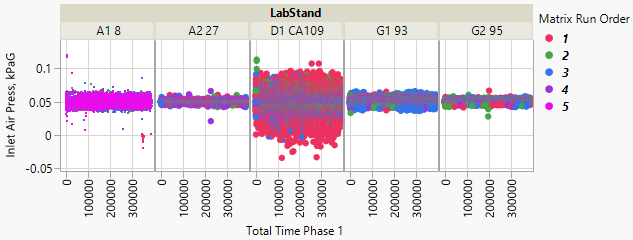 LabStand
A1 8 A2 27 D1 CA109 G1 93 G2 95
Matrix Run Order
1
2
3
4
5
Inlet Air Press, kPaG
0.1
0.05
0
-0.05
0 100000 200000 300000 0 100000 200000 300000 0 100000 200000 300000 0 100000 200000 300000 0 100000 200000 300000
Total Time Phase 1